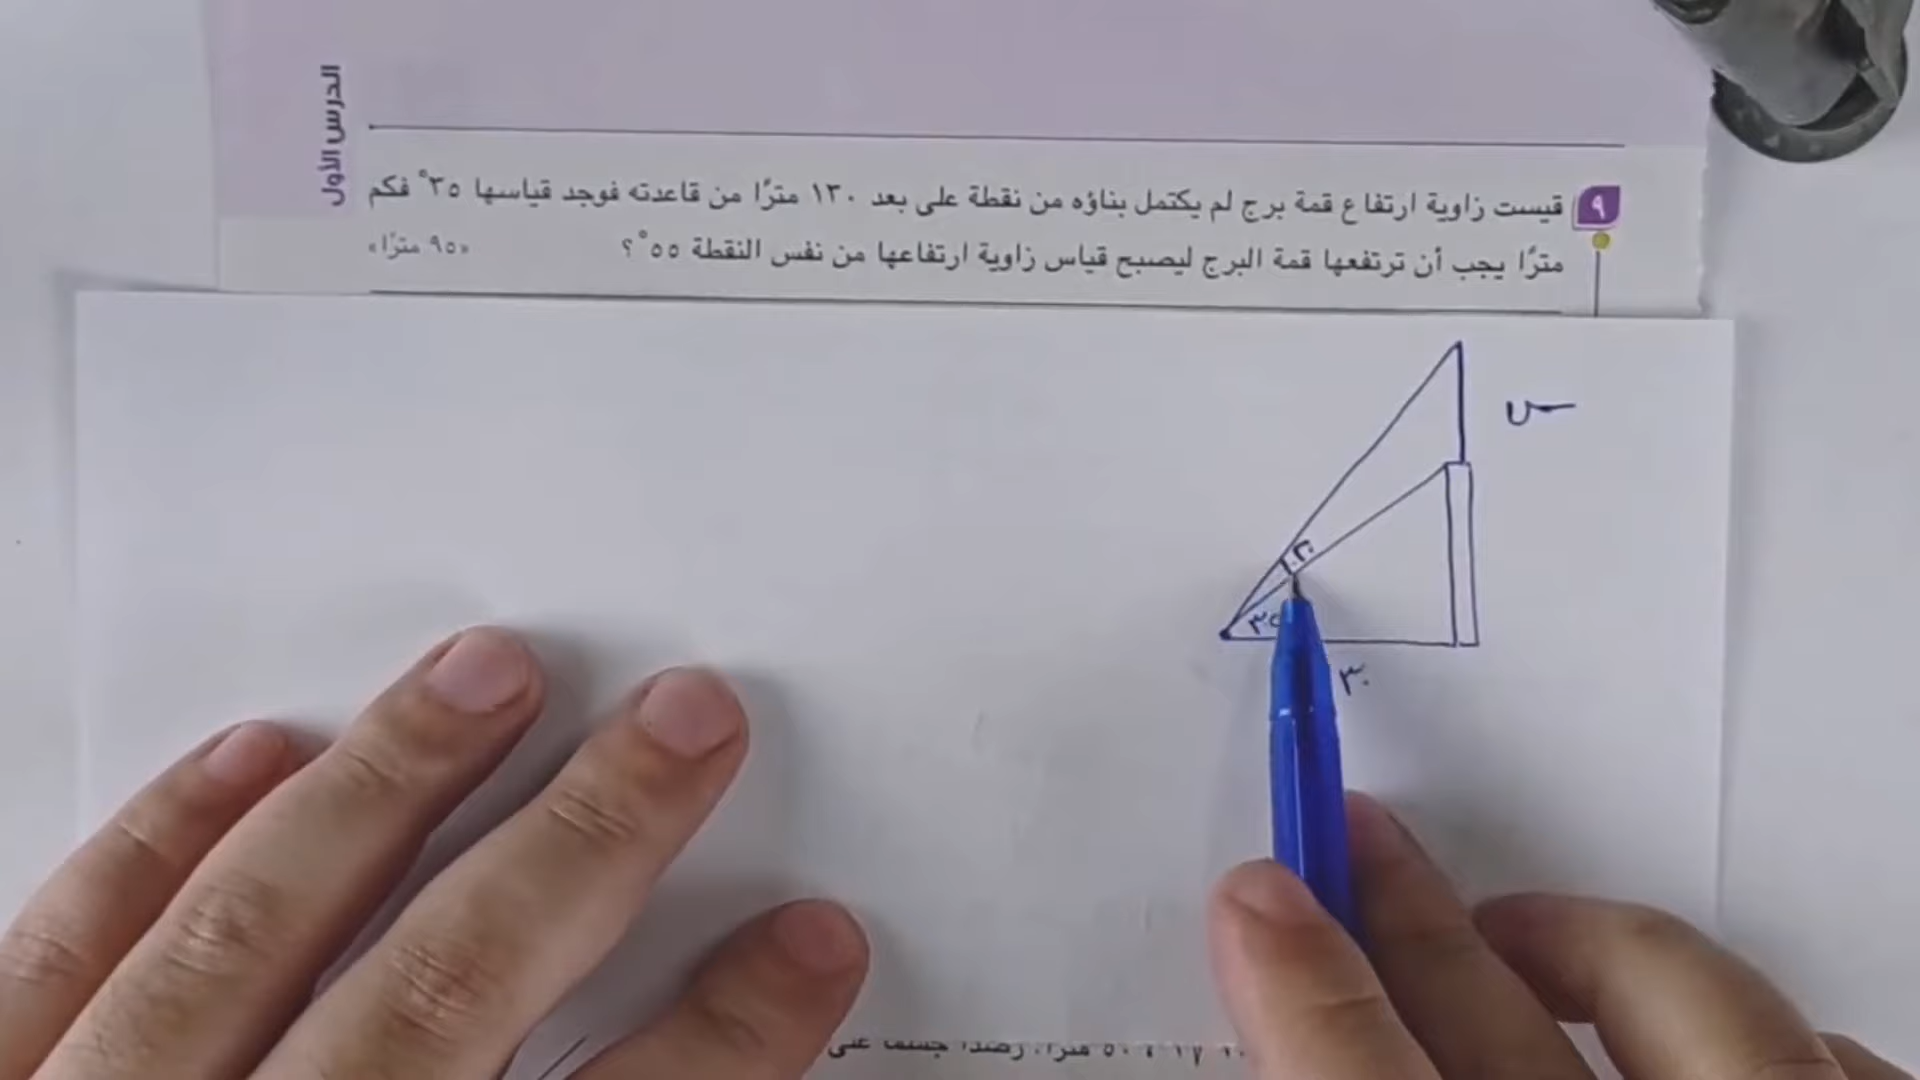 الدرس الأول
٩ قيست زاوية ارتفاع قمة برج لم يكتمل بناؤه من نقطة على بعد ١٣٠ مترًا من قاعدته فوجد قياسها ٣٥° فكم
مترًا يجب أن ترتفعها قمة البرج ليصبح قياس زاوية ارتفاعها من نفس النقطة ٥٥°؟ «٩٥ مترًا»
س
٢٠
٣٥
٣٠